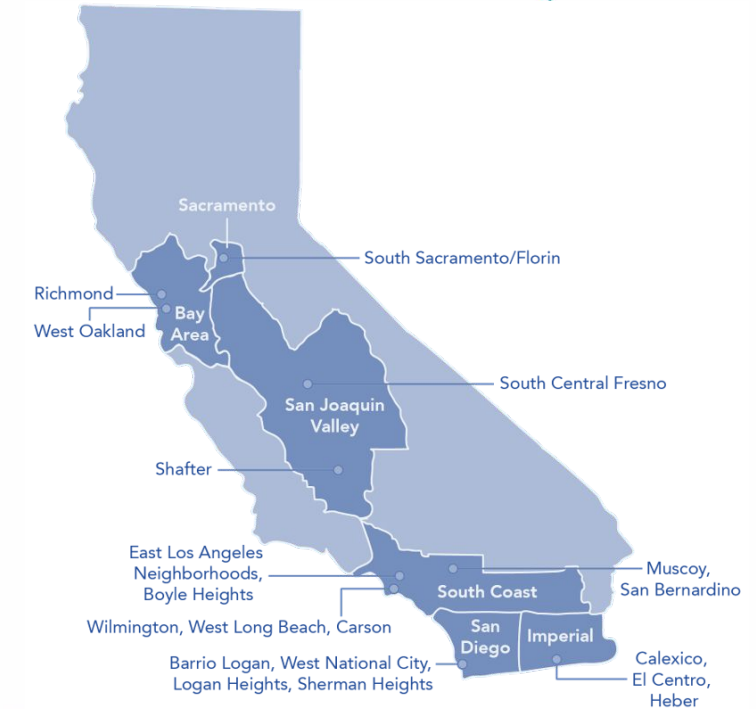 Sacramento
South Sacramento/Florin
Richmond
Bay
Area
West Oakland
South Central Fresno
San Joaquin
Valley
Shafter
East Los Angeles
Neighborhoods,
Boyle Heights
Muscoy,
San Bernardino
South Coast
Wilmington, West Long Beach, Carson
San
Diego
Imperial
Barrio Logan, West National City,
Logan Heights, Sherman Heights
Calexico,
El Centro,
Heber